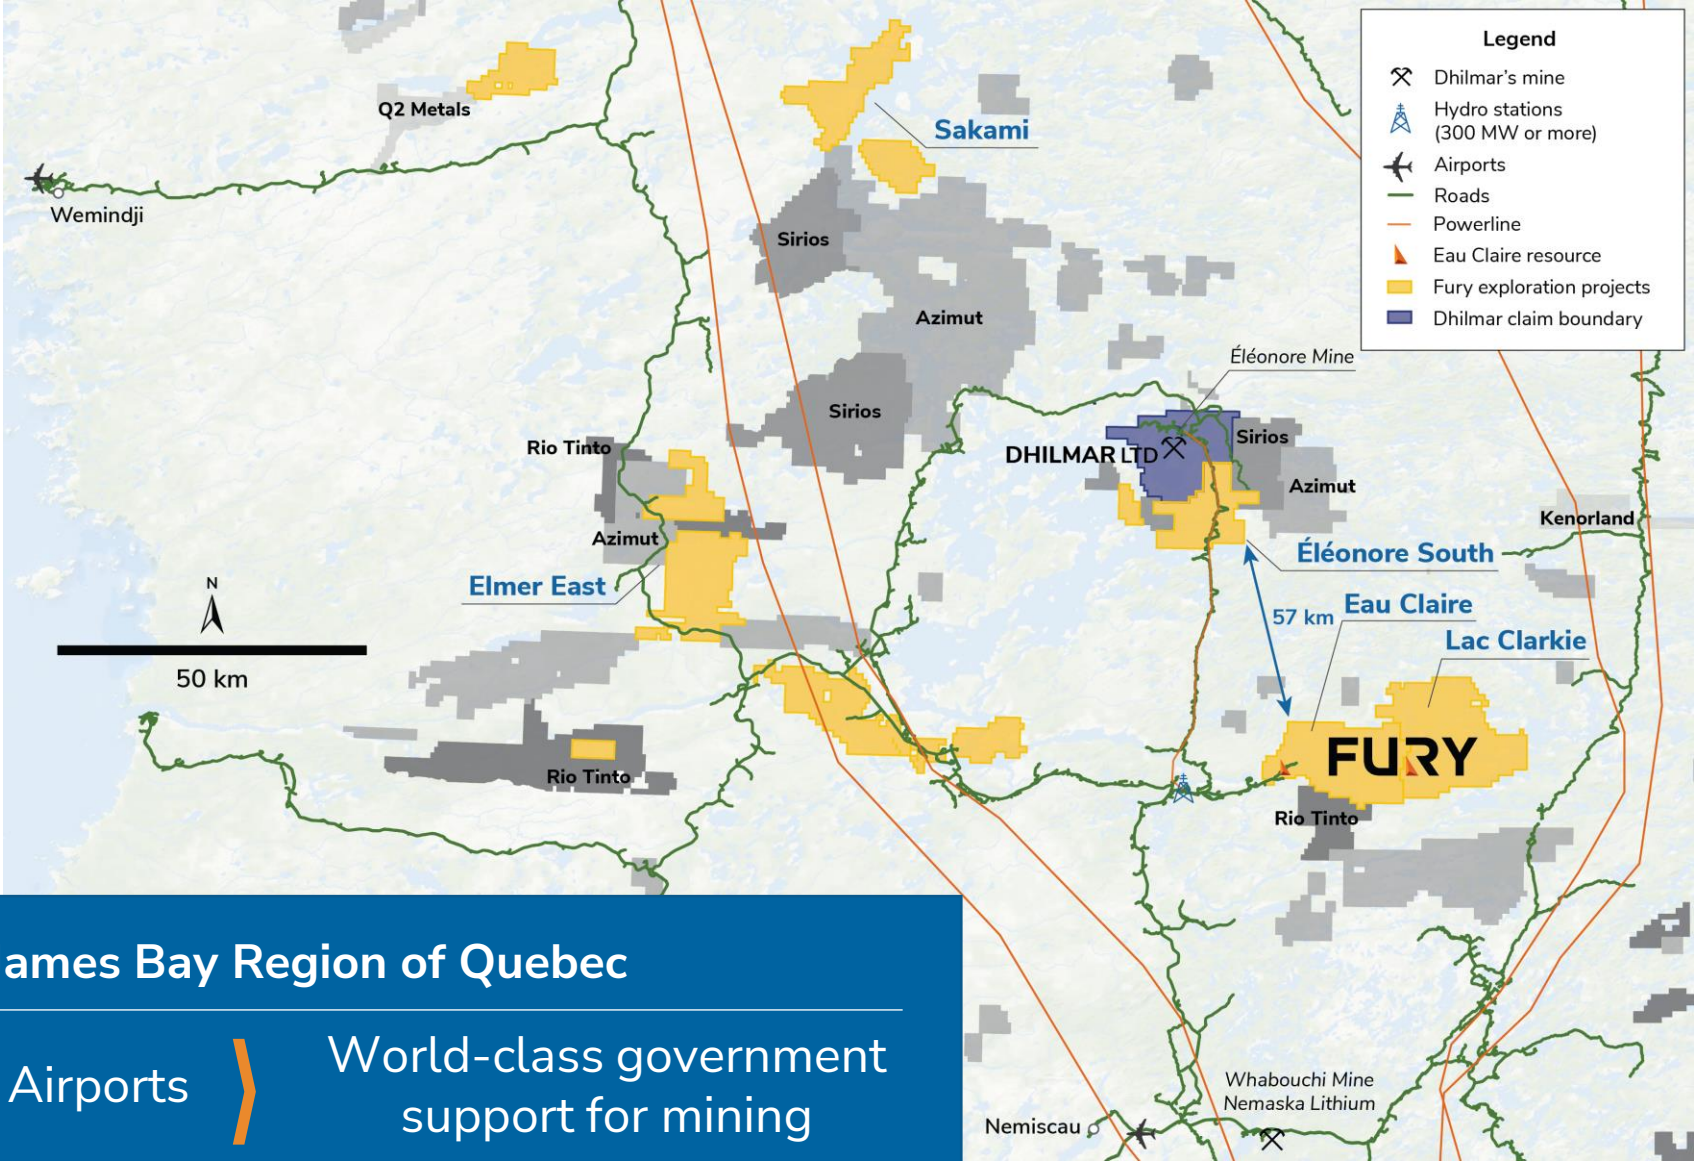 Legend
Dhilmar's mine
Hydro stations
(300 MW or more)
Airports
Roads
Powerline
Eau Claire resource
Fury exploration projects
Dhilmar claim boundary
Q2 Metals
Sakami
Wemindji
Sirios
Azimut
Éléonore Mine
Sirios
Rio Tinto
Sirios
DHILMAR LTD
Azimut
Kenorland
Azimut
Éléonore South
Elmer East
N
50 km
57 km
Eau Claire
Lac Clarkie
FURY
Rio Tinto
Rio Tinto
ames Bay Region of Quebec
Airports
World-class government
support for mining
Whabouchi Mine
Nemaska Lithium
Nemiscau